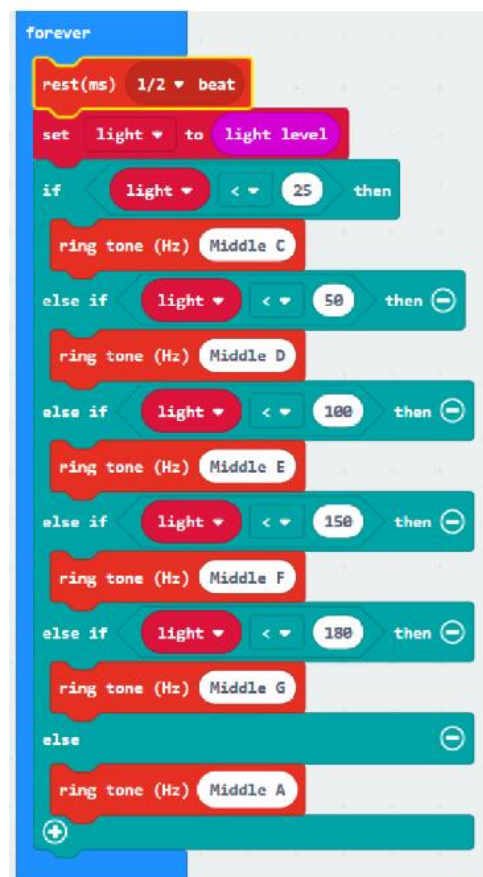 forever
rest(ms) 1/2 beat
set light to light level
if light < 25 then
ring tone (Hz) Middle C
else if light < 50 then
ring tone (Hz) Middle D
else if light < 100 then
ring tone (Hz) Middle E
else if light < 150 then
ring tone (Hz) Middle F
else if light < 180 then
ring tone (Hz) Middle G
else
ring tone (Hz) Middle A